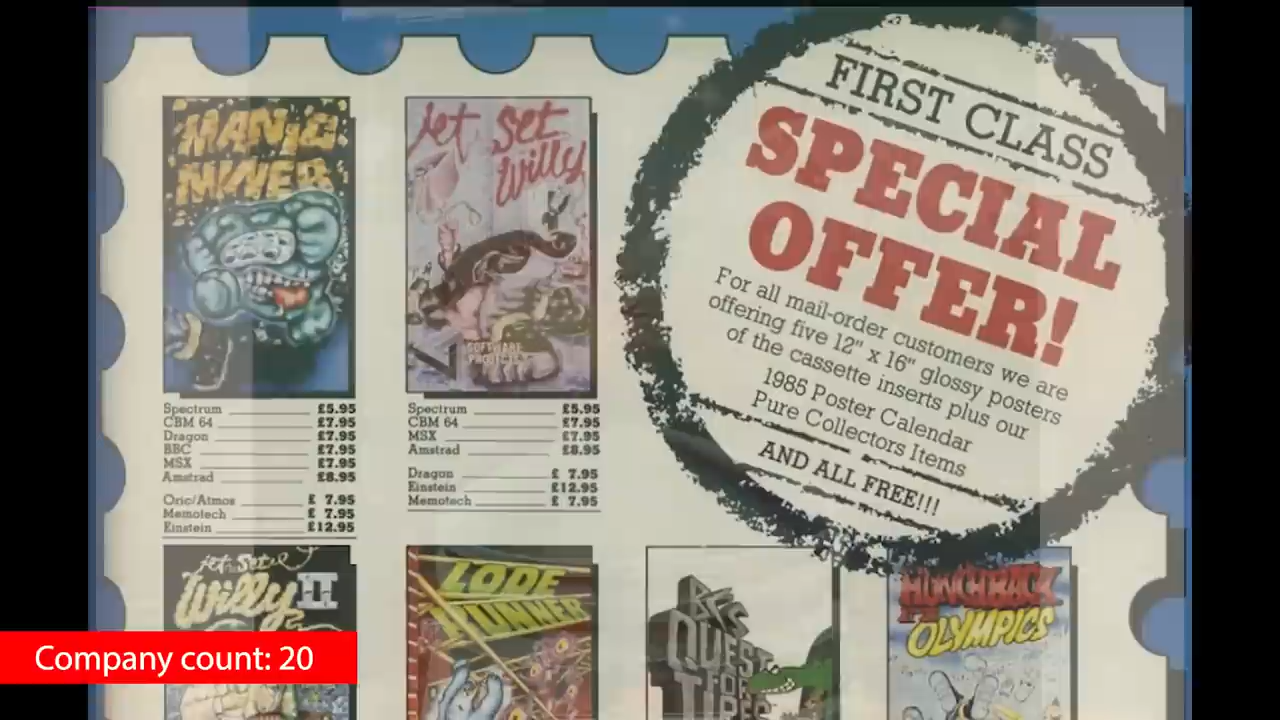 MANIC
MINER
Jet Set
Willy
SOFTWARE
PROJECTS
FIRST CLASS
SPECIAL
OFFER!
For all mail-order customers we are
offering five 12" x 16" glossy posters
of the cassette inserts plus our
1985 Poster Calendar
Pure Collectors Items
AND ALL FREE!!!
Spectrum £5.95
CBM 64 £7.95
Dragon £7.95
BBC £7.95
MSX £7.95
Amstrad £8.95
Oric/Atmos £ 7.95
Memotech £ 7.95
Einstein £12.95
Spectrum £5.95
CBM 64 £7.95
MSX £7.95
Amstrad £8.95
Dragon £ 7.95
Einstein £12.95
Memotech £ 7.95
Jet Set
Willy II
LODE
RUNNER
BC's
QUEST
FOR
TIRES
HUNCHBACK
OLYMPICS
Company count: 20